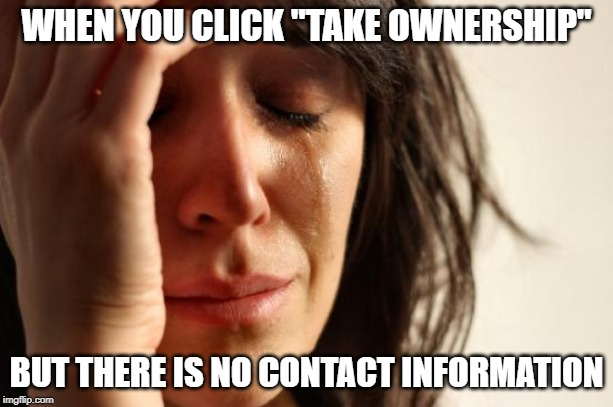 WHEN YOU CLICK "TAKE OWNERSHIP"
BUT THERE IS NO CONTACT INFORMATION
imgflip.com